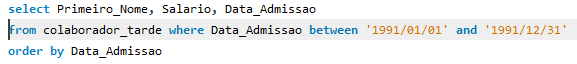 select Primeiro_Nome, Salario, Data_Admissao
from colaborador_tarde where Data_Admissao between '1991/01/01' and '1991/12/31'
order by Data_Admissao